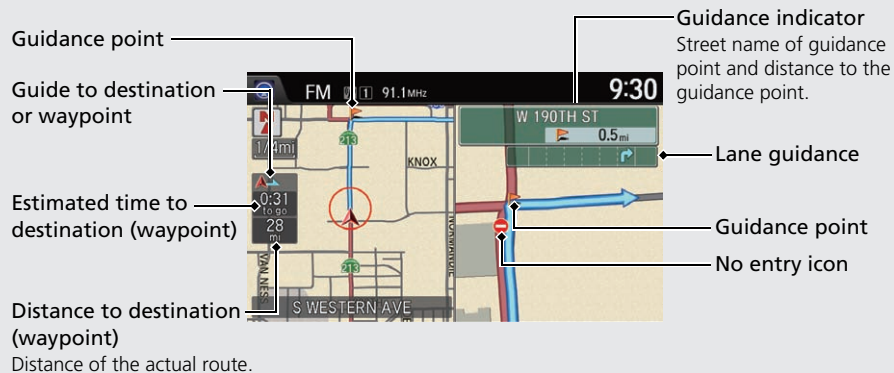 Guidance point
Guide to destination
or waypoint
Estimated time to
destination (waypoint)
Distance to destination
(waypoint)
Distance of the actual route.
FM 1 91.1MHz
9:30
1/4mi
0:31
to go
28
mi
213
KNOX
213
VAN NESS
NORMANDIE
S WESTERN AVE
W 190TH ST
0.5mi
Guidance indicator
Street name of guidance
point and distance to the
guidance point.
Lane guidance
Guidance point
No entry icon